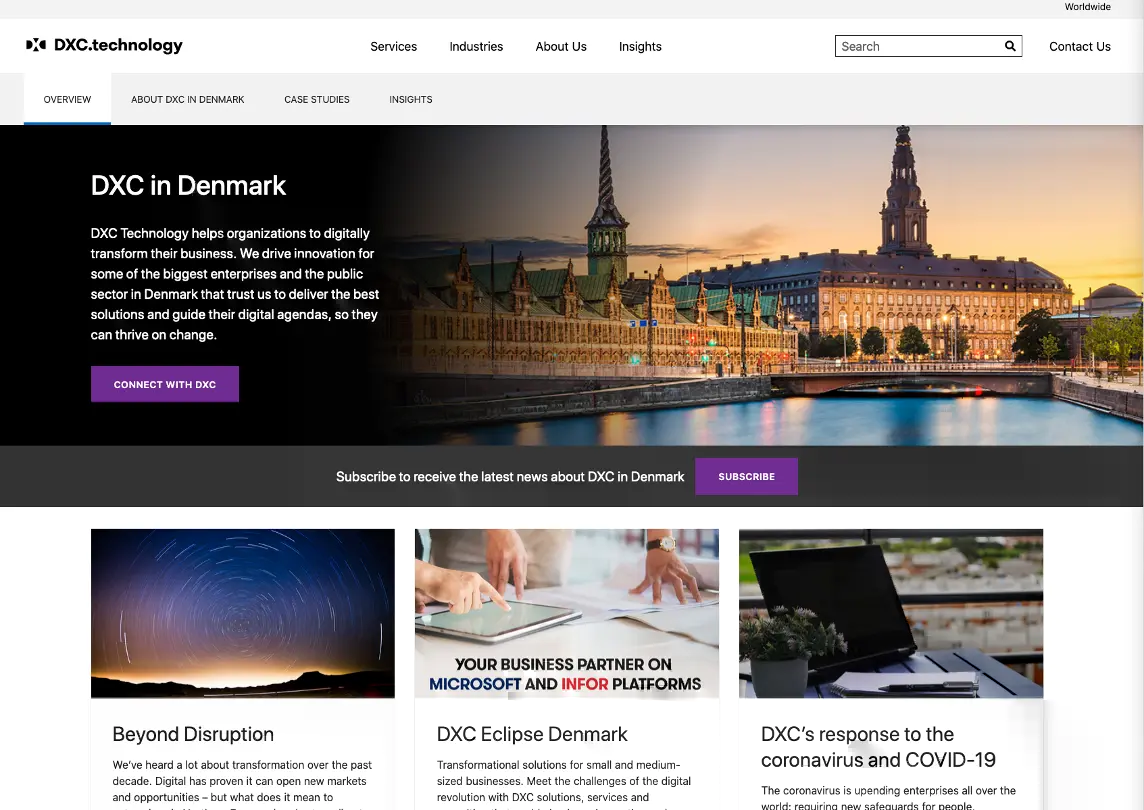 Worldwide
DXC.technology
Services
Industries
About Us
Insights
Search
Contact Us
OVERVIEW
ABOUT DXC IN DENMARK
CASE STUDIES
INSIGHTS
DXC in Denmark
DXC Technology helps organizations to digitally
transform their business. We drive innovation for
some of the biggest enterprises and the public
sector in Denmark that trust us to deliver the best
solutions and guide their digital agendas, so they
can thrive on change.
CONNECT WITH DXC
Subscribe to receive the latest news about DXC in Denmark
SUBSCRIBE
Beyond Disruption
We’ve heard a lot about transformation over the past
decade. Digital has proven it can open new markets
and opportunities – but what does it mean to
YOUR BUSINESS PARTNER ON
MICROSOFT AND INFOR PLATFORMS
DXC Eclipse Denmark
Transformational solutions for small and medium-
sized businesses. Meet the challenges of the digital
revolution with DXC solutions, services and
DXC’s response to the
coronavirus and COVID-19
The coronavirus is upending enterprises all over the
world; requiring new safeguards for people,